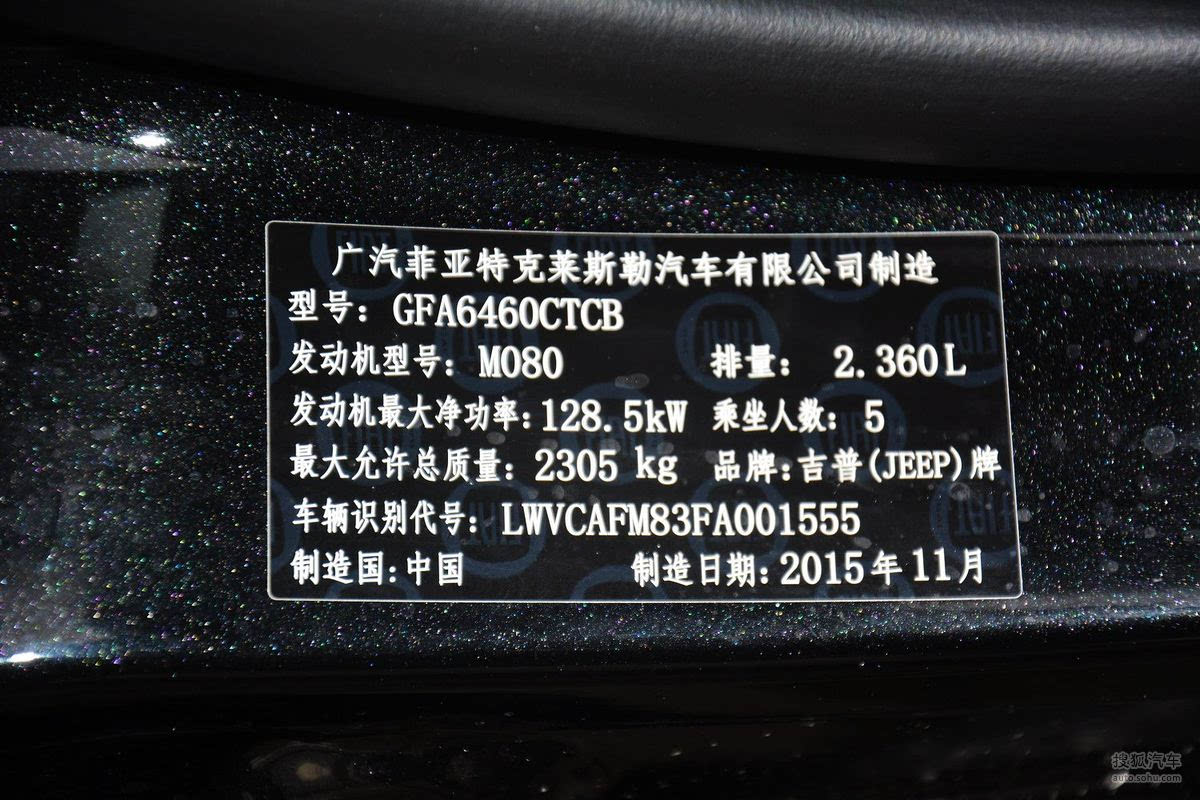 广汽菲亚特克莱斯勒汽车有限公司制造
型号：GFA6460CTCB
发动机型号：M080 排量：2.360L
发动机最大净功率：128.5kW 乘坐人数：5
最大允许总质量：2305 kg 品牌：吉普(JEEP)牌
车辆识别代号：LWVCAFM83FA001555
制造国：中国 制造日期：2015年11月
搜狐汽车
auto.sohu.com